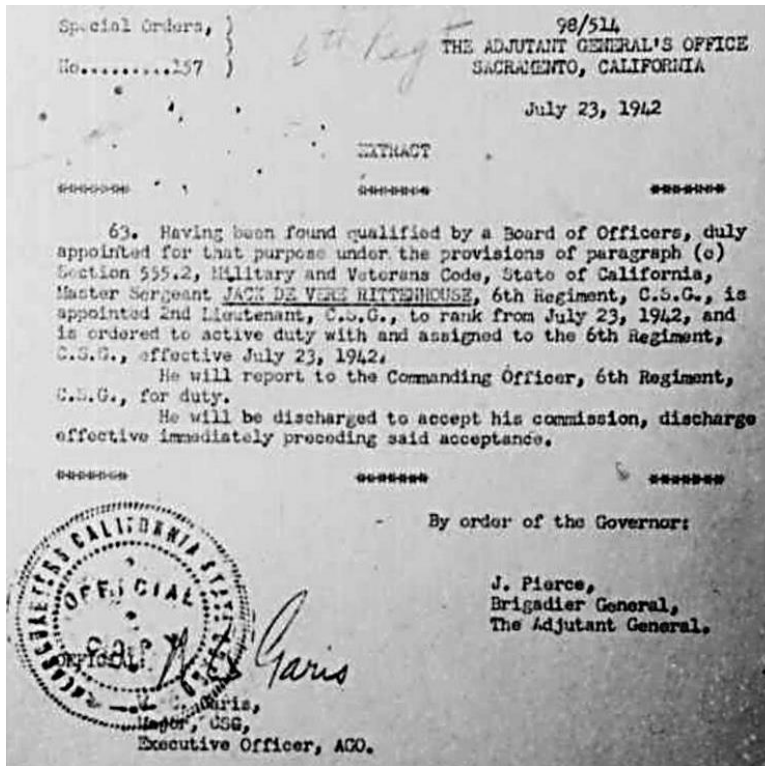 Special Orders, )
)
No..........157 )
6th Regt
98/514
THE ADJUTANT GENERAL'S OFFICE
SACRAMENTO, CALIFORNIA
July 23, 1942
EXTRACT
******* ******* *******
63. Having been found qualified by a Board of Officers, duly
appointed for that purpose under the provisions of paragraph (c)
Section 555.2, Military and Veterans Code, State of California,
Master Sergeant JACK DE VERE RITTENHOUSE, 6th Regiment, C.S.G., is
appointed 2nd Lieutenant, C.S.G., to rank from July 23, 1942, and
is ordered to active duty with and assigned to the 6th Regiment,
C.S.G., effective July 23, 1942.
He will report to the Commanding Officer, 6th Regiment,
C.S.G., for duty.
He will be discharged to accept his commission, discharge
effective immediately preceding said acceptance.
******* ******* *******
By order of the Governor:
J. Pierce,
Brigadier General,
The Adjutant General.
HEADQUARTERS CALIFORNIA STATE
OFFICIAL
COPY
OFFICIAL:
Garis
Garis,
Major, CSG,
Executive Officer, AGO.